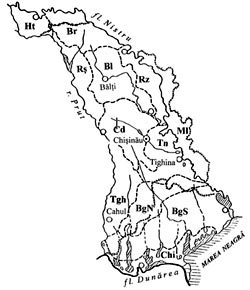 Ht
Br
fl. Nistru
Rş
Bl
Bălţi
Rz
r. Prut
Cd
Chişinău
Tn
Ml
Tighina
Tgh
Cahul
BgN
BgS
Chl
fl. Dunărea
MAREA NEAGRĂ